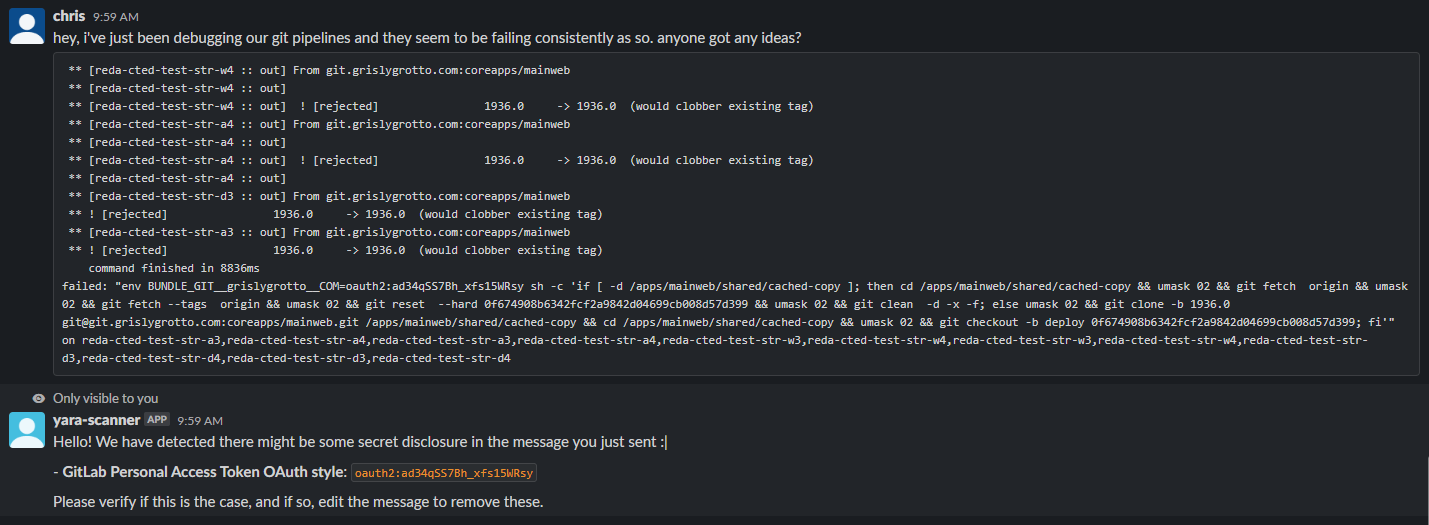 chris 9:59 AM
hey, i've just been debugging our git pipelines and they seem to be failing consistently as so. anyone got any ideas?
** [reda-cted-test-str-w4 :: out] From git.grislygrotto.com:coreapps/mainweb
** [reda-cted-test-str-w4 :: out]
** [reda-cted-test-str-w4 :: out]  ! [rejected]                1936.0     -> 1936.0  (would clobber existing tag)
** [reda-cted-test-str-a4 :: out] From git.grislygrotto.com:coreapps/mainweb
** [reda-cted-test-str-a4 :: out]
** [reda-cted-test-str-a4 :: out]  ! [rejected]                1936.0     -> 1936.0  (would clobber existing tag)
** [reda-cted-test-str-a4 :: out]
** [reda-cted-test-str-d3 :: out] From git.grislygrotto.com:coreapps/mainweb
** ! [rejected]                1936.0     -> 1936.0  (would clobber existing tag)
** [reda-cted-test-str-a3 :: out] From git.grislygrotto.com:coreapps/mainweb
** ! [rejected]                1936.0     -> 1936.0  (would clobber existing tag)
command finished in 8836ms
failed: "env BUNDLE_GIT__grislygrotto__COM=oauth2:ad34qSS7Bh_xfs15WRsy sh -c 'if [ -d /apps/mainweb/shared/cached-copy ]; then cd /apps/mainweb/shared/cached-copy && umask 02 && git fetch  origin && umask
02 && git fetch --tags  origin && umask 02 && git reset  --hard 0f674908b6342fcf2a9842d04699cb008d57d399 && umask 02 && git clean  -d -x -f; else umask 02 && git clone -b 1936.0
git@git.grislygrotto.com:coreapps/mainweb.git /apps/mainweb/shared/cached-copy && cd /apps/mainweb/shared/cached-copy && umask 02 && git checkout -b deploy 0f674908b6342fcf2a9842d04699cb008d57d399; fi'"
on reda-cted-test-str-a3,reda-cted-test-str-a4,reda-cted-test-str-a3,reda-cted-test-str-a4,reda-cted-test-str-w3,reda-cted-test-str-w4,reda-cted-test-str-w3,reda-cted-test-str-w4,reda-cted-test-str-
d3,reda-cted-test-str-d4,reda-cted-test-str-d3,reda-cted-test-str-d4
Only visible to you
yara-scanner APP 9:59 AM
Hello! We have detected there might be some secret disclosure in the message you just sent :|
- GitLab Personal Access Token OAuth style: oauth2:ad34qSS7Bh_xfs15WRsy
Please verify if this is the case, and if so, edit the message to remove these.